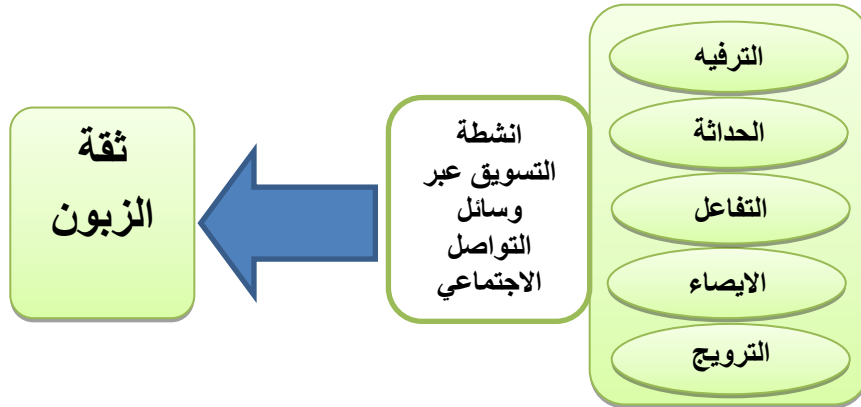 الترفيه
الحداثة
التفاعل
الايصاء
الترويج
انشطة
التسويق عبر
وسائل
التواصل
الاجتماعي
ثقة
الزبون